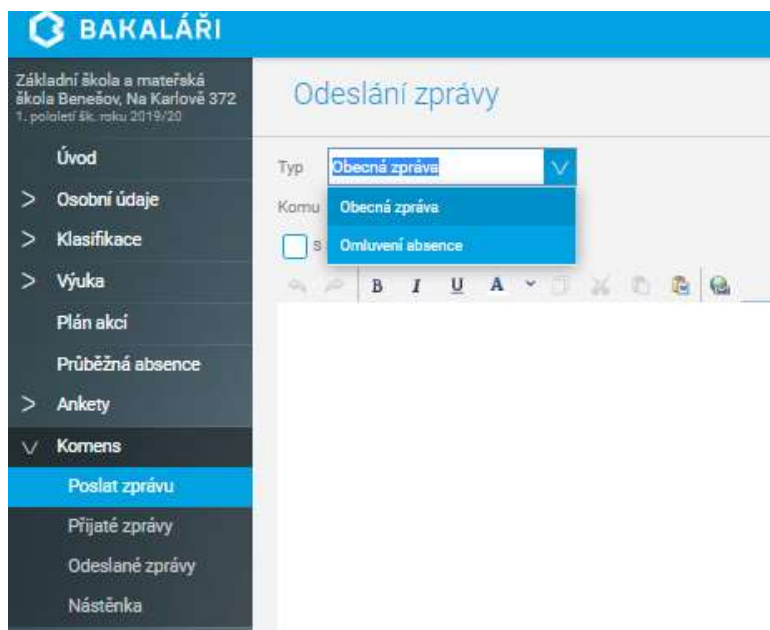 BAKALÁŘI
Základní škola a mateřská
škola Benešov, Na Karlově 372
1. pololetí šk. roku 2019/20
Úvod
Osobní údaje
Klasifikace
Výuka
Plán akcí
Průběžná absence
Ankety
Komens
Poslat zprávu
Přijaté zprávy
Odeslané zprávy
Nástěnka
Odeslání zprávy
Typ Obecná zpráva
Komu Obecná zpráva
S Omluvení absence
B I U A